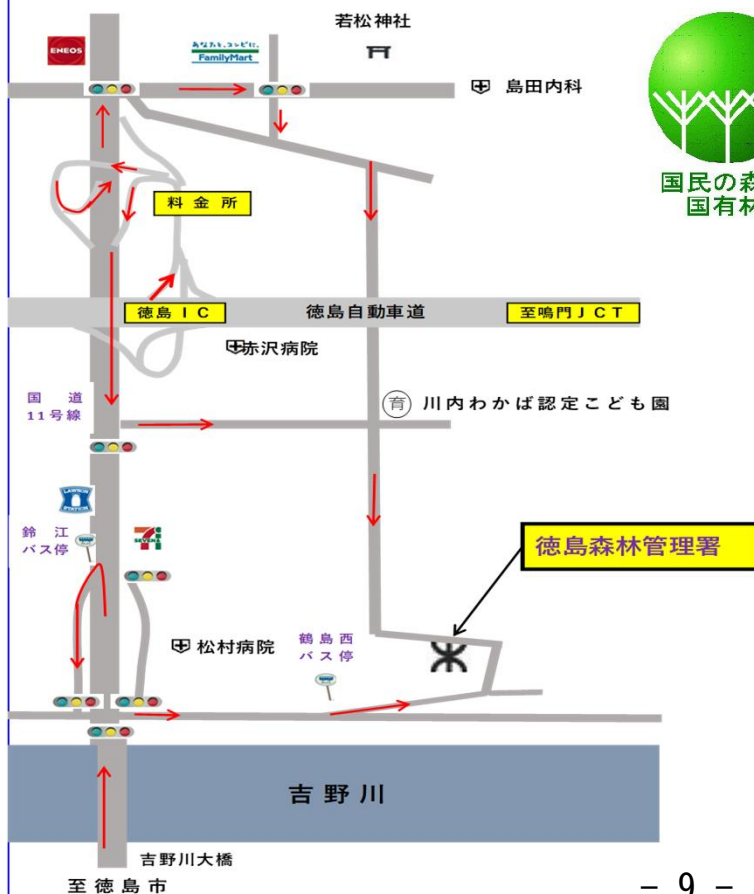 若松神社
ENEOS
あなたと、コンビに、
FamilyMart
島田内科
国民の森
国有林
料金所
徳島IC
徳島自動車道
至鳴門JCT
赤沢病院
国道
11号線
育
川内わかば認定こども園
LAWSON
STATION
鈴江
バス停
7
SEVEN
徳島森林管理署
松村病院
鶴島西
バス停
吉野川
吉野川大橋
至徳島市
– 9 –